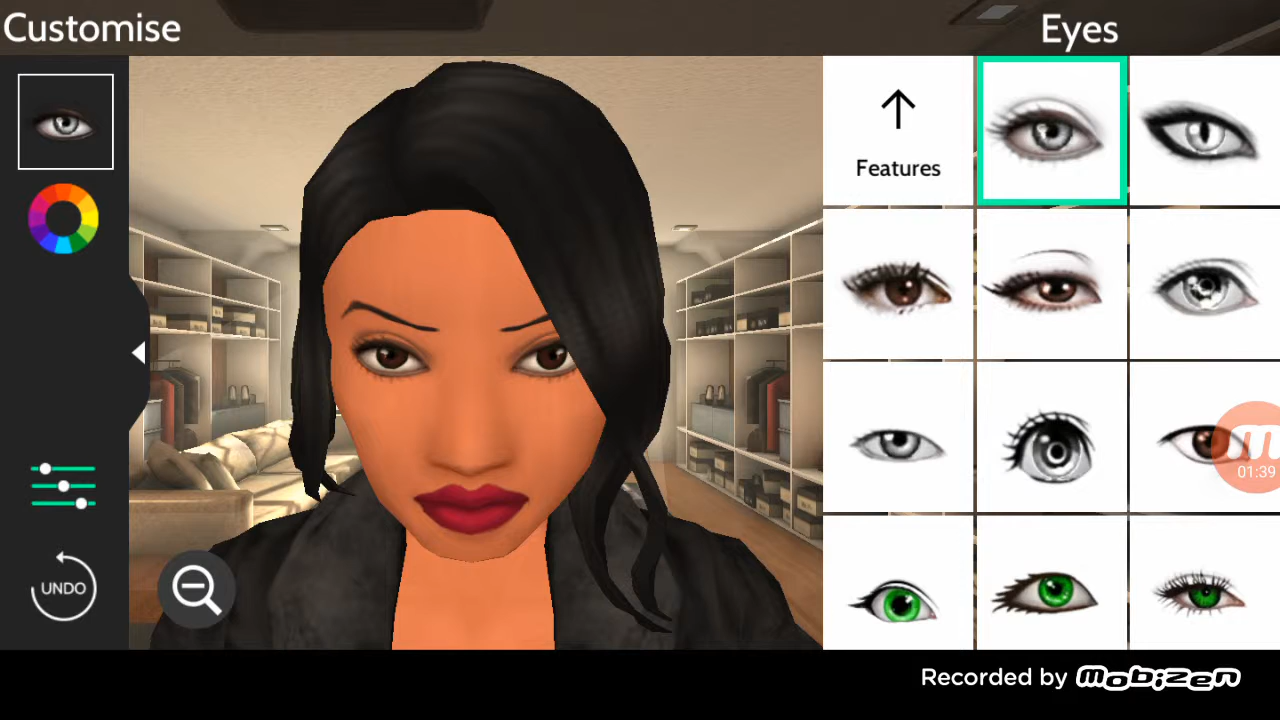 Customise
Eyes
Features
01:39
UNDO
Recorded by mobizen